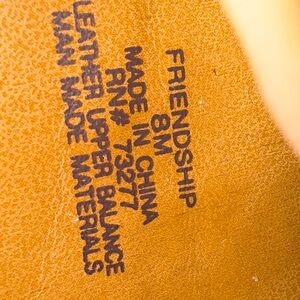 FRIENDSHIP
8M
MADE IN CHINA
RN# 73277
LEATHER UPPER BALANCE
MAN MADE MATERIALS